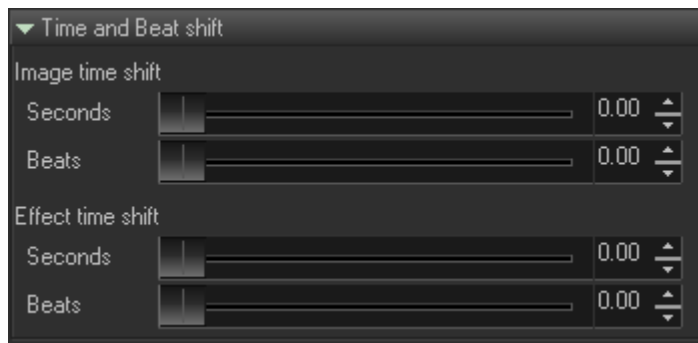 Time and Beat shift
Image time shift
Seconds 0.00
Beats 0.00
Effect time shift
Seconds 0.00
Beats 0.00